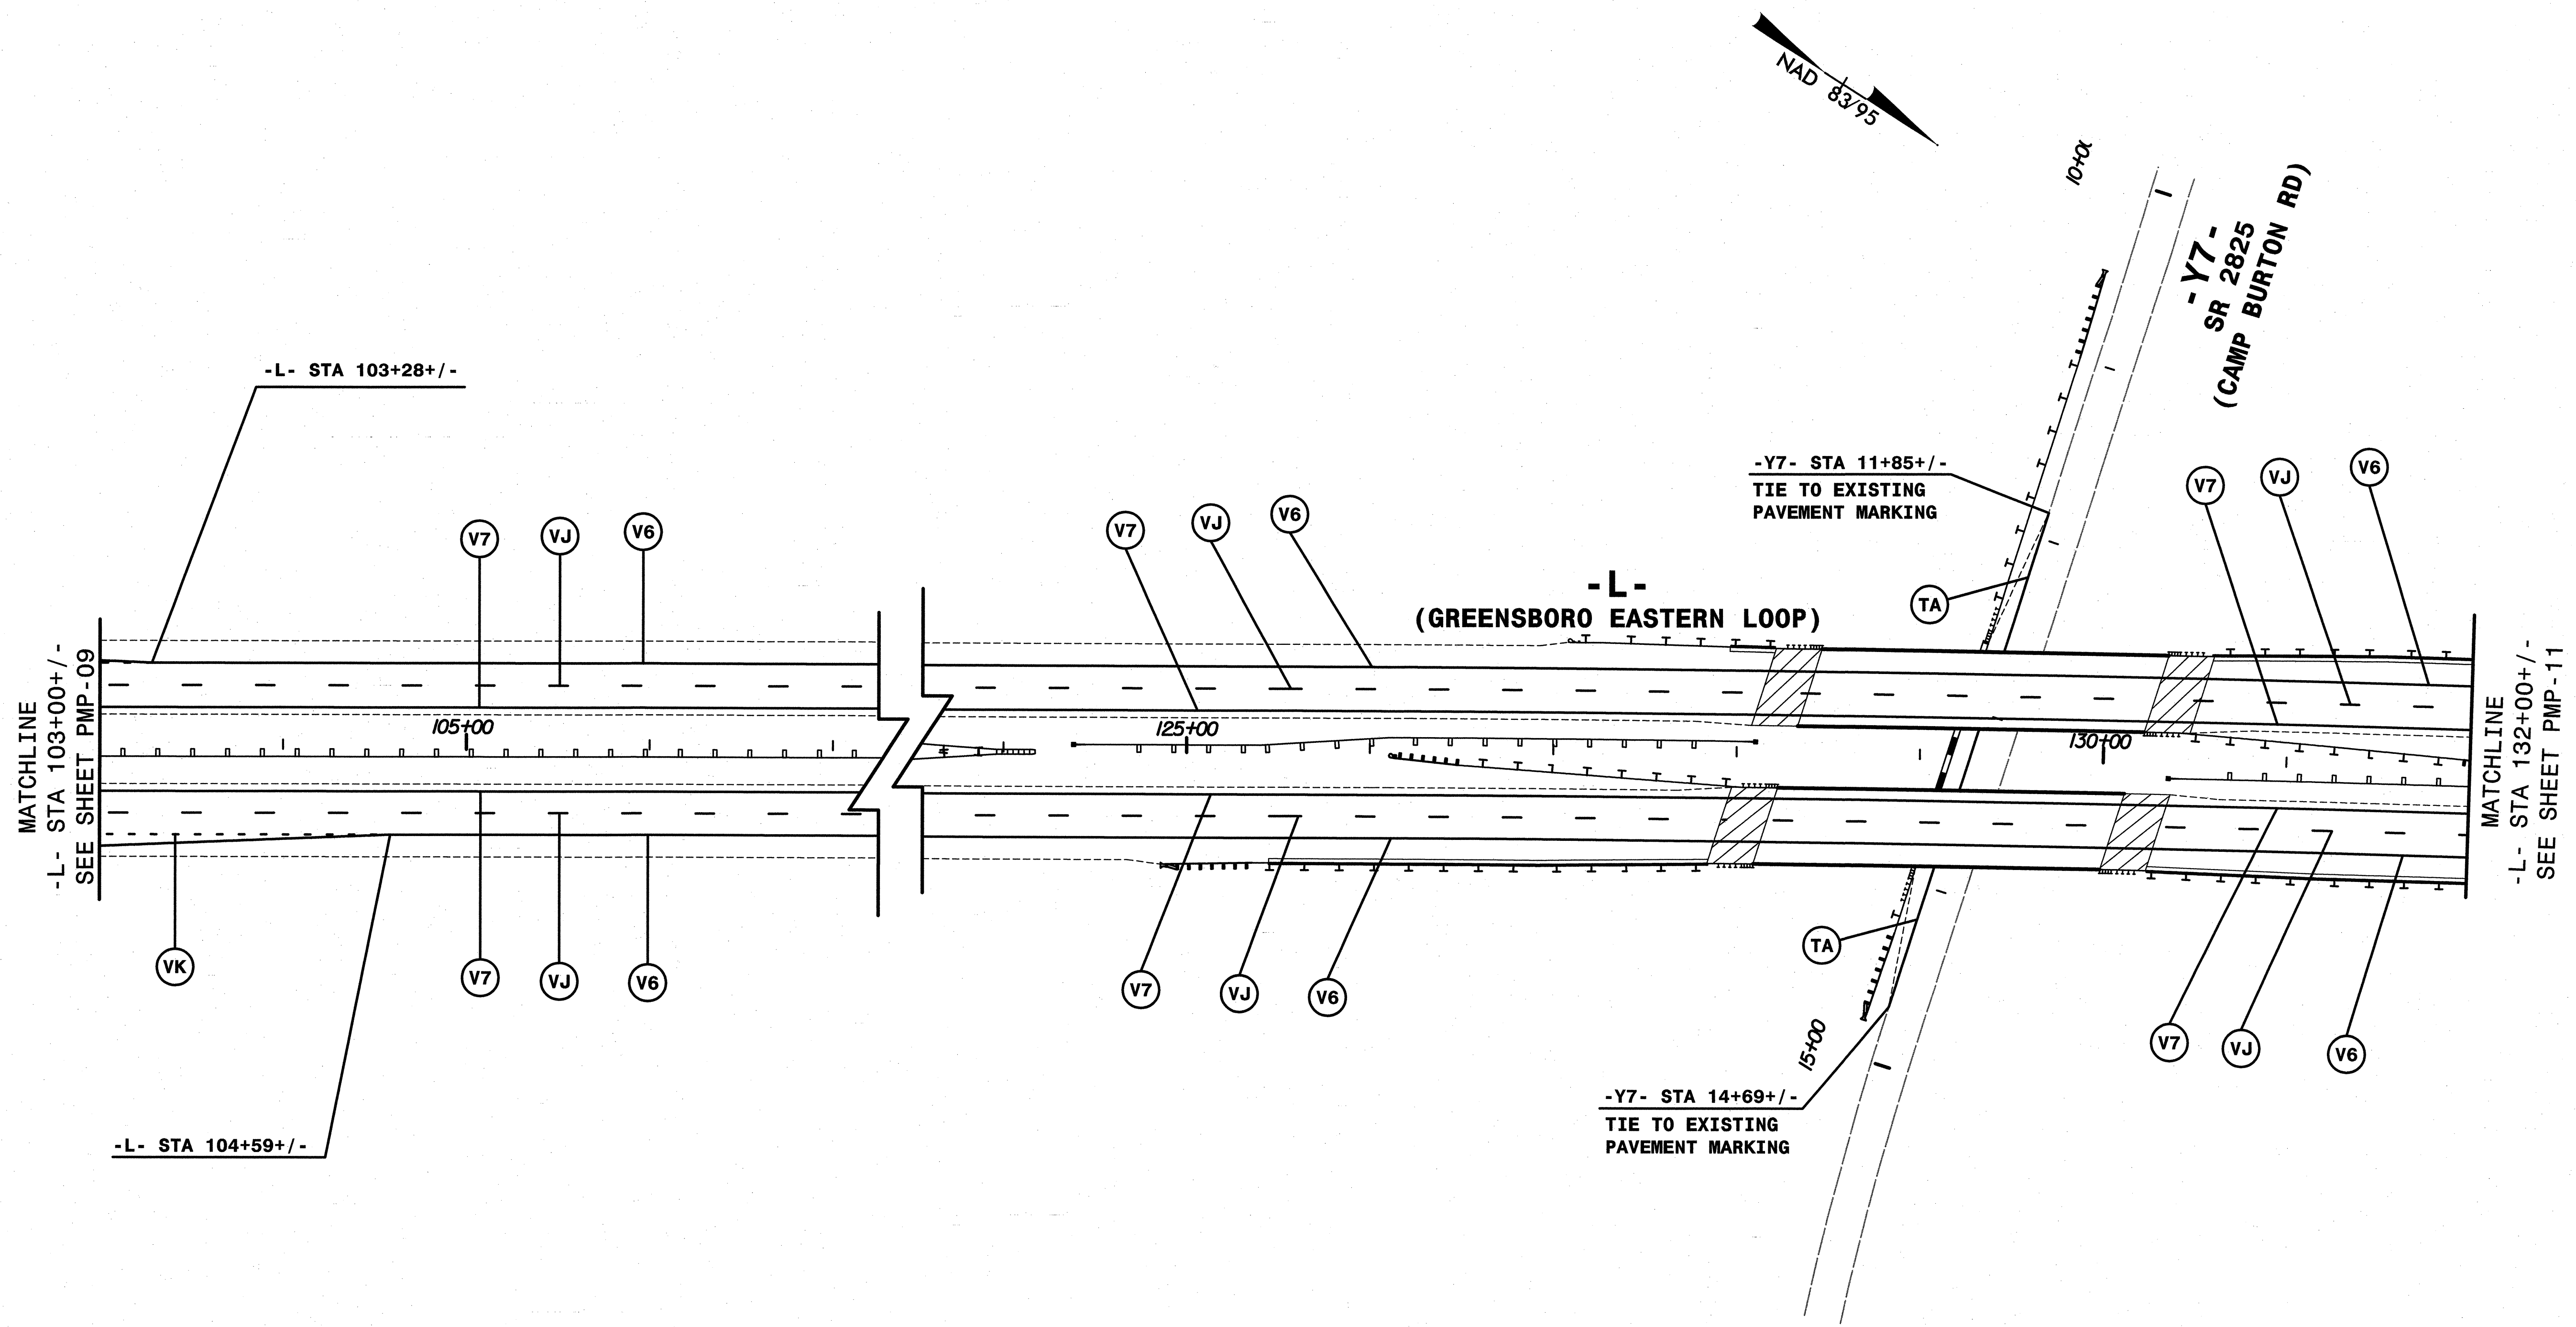 NAD 83/95
10+00
-Y7-
SR 2825
(CAMP BURTON RD)
-L- STA 103+28+/-
-Y7- STA 11+85+/-
TIE TO EXISTING
PAVEMENT MARKING
V7
VJ
V6
V7
VJ
V6
V7
VJ
V6
TA
-L-
(GREENSBORO EASTERN LOOP)
MATCHLINE
-L- STA 103+00+/-
SEE SHEET PMP-09
105+00
125+00
130+00
MATCHLINE
-L- STA 132+00+/-
SEE SHEET PMP-11
VK
V7
VJ
V6
V7
VJ
V6
TA
V7
VJ
V6
15+00
-Y7- STA 14+69+/-
TIE TO EXISTING
PAVEMENT MARKING
-L- STA 104+59+/-